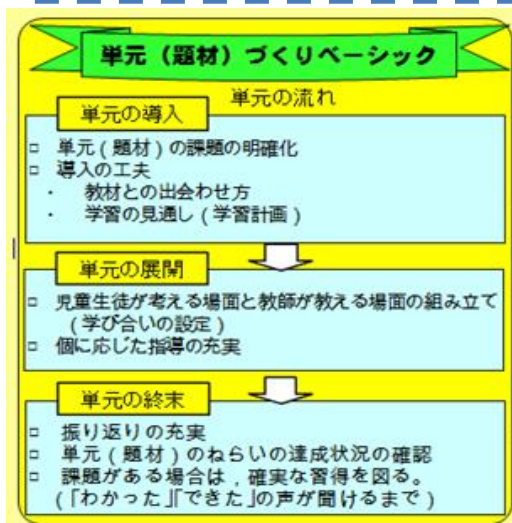 単元（題材）づくりベーシック
単元の流れ
単元の導入
□ 単元（題材）の課題の明確化
□ 導入の工夫
・ 教材との出会わせ方
・ 学習の見通し（学習計画）
単元の展開
□ 児童生徒が考える場面と教師が教える場面の組み立て
（学び合いの設定）
□ 個に応じた指導の充実
単元の終末
□ 振り返りの充実
□ 単元（題材）のねらいの達成状況の確認
□ 課題がある場合は，確実な習得を図る。
（「わかった」「できた」の声が聞けるまで）